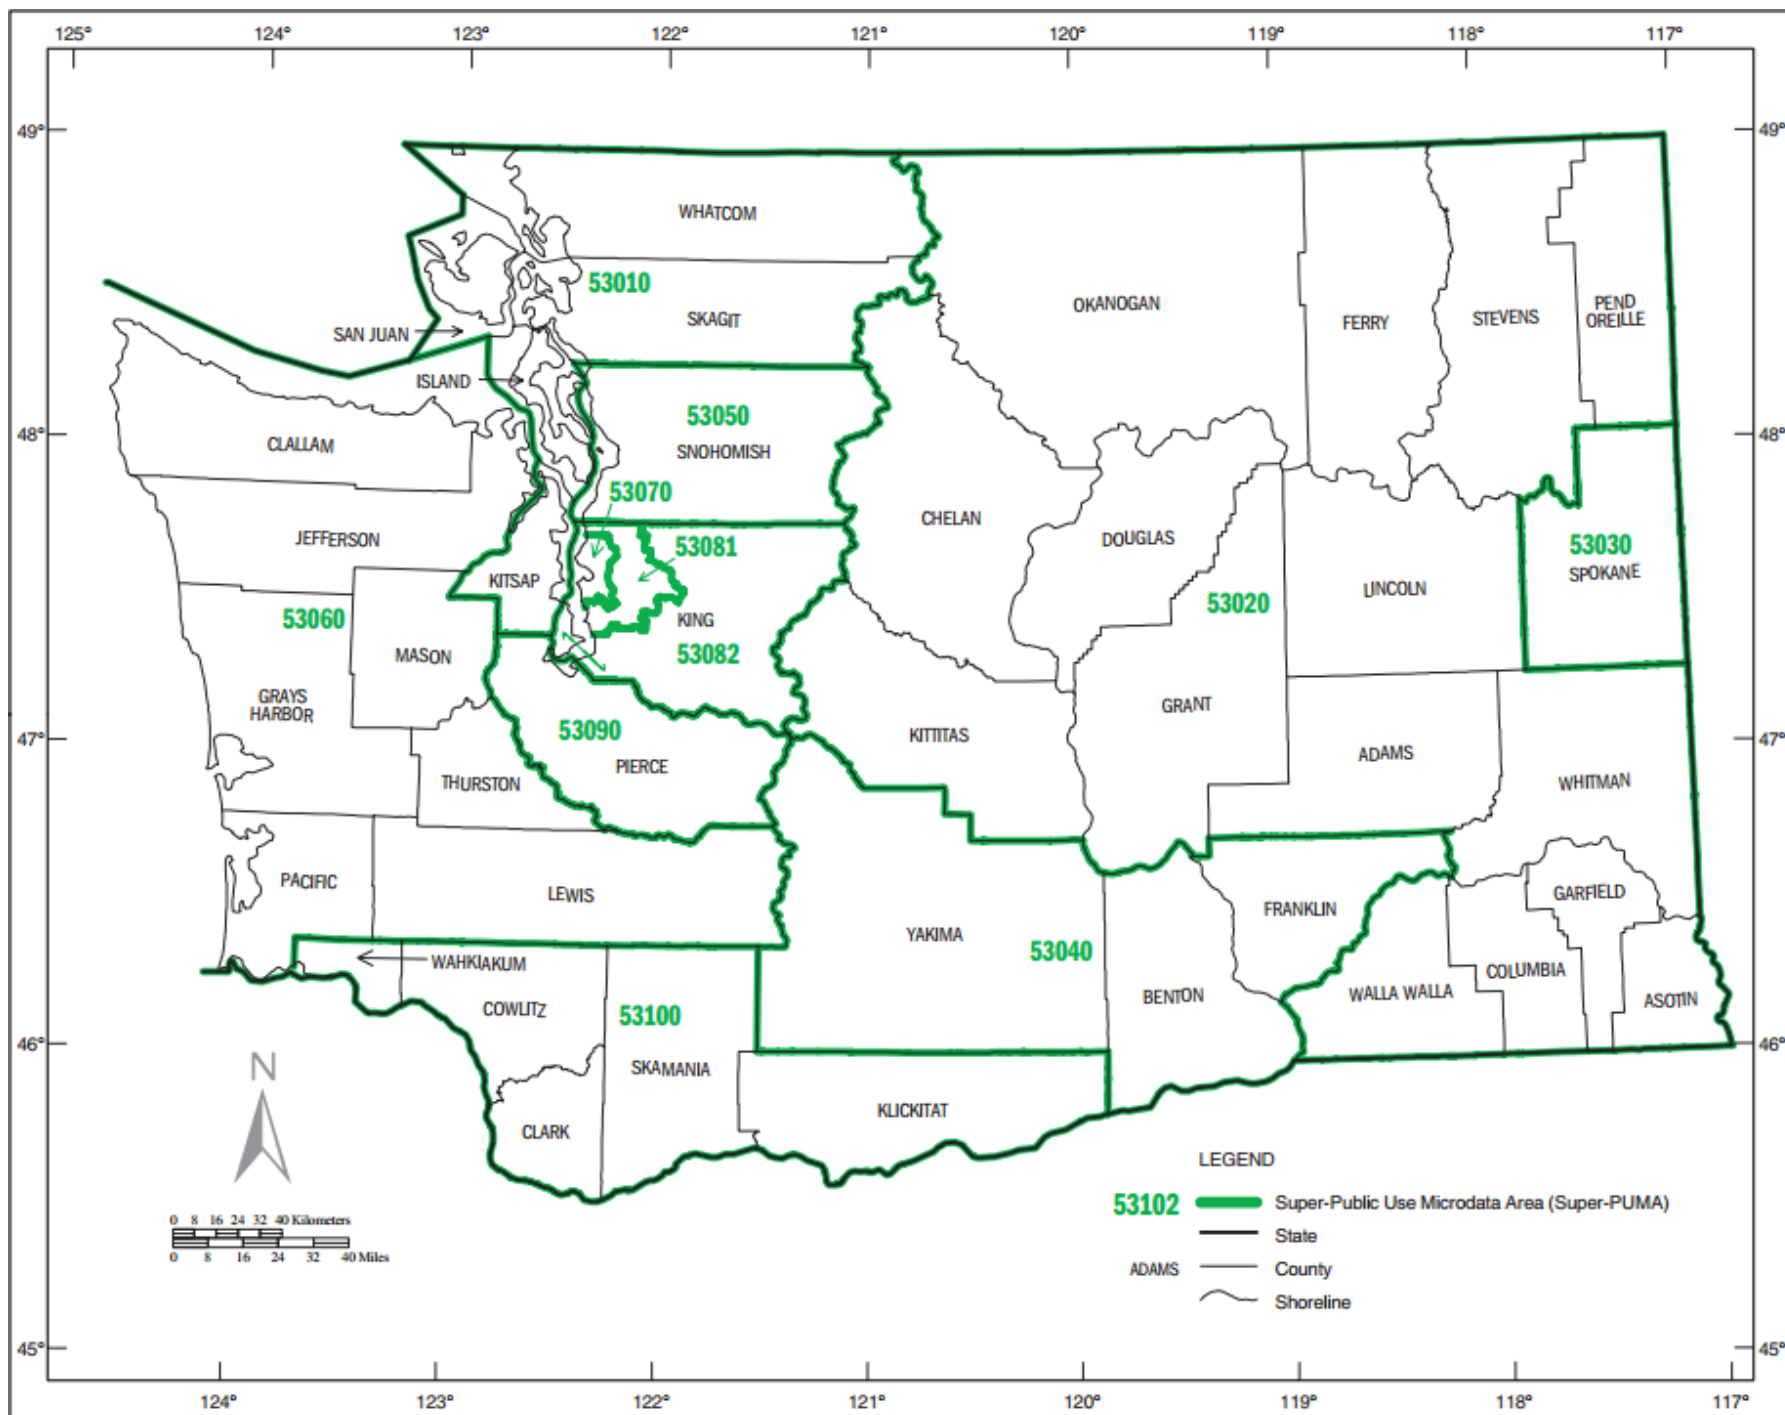 125° 124° 123° 122° 121° 120° 119° 118° 117°
49° 49°
WHATCOM
53010
OKANOGAN
PEND
OREILLE
SKAGIT
FERRY
STEVENS
SAN JUAN
ISLAND
53050
48° 48°
CLALLAM
SNOHOMISH
53070
CHELAN
DOUGLAS
JEFFERSON
53081
53030
SPOKANE
KITSAP
LINCOLN
53060
KING
53020
MASON
53082
GRAYS
HARBOR
GRANT
53090
KITTITAS
47° 47°
PIERCE
ADAMS
THURSTON
WHITMAN
PACIFIC
LEWIS
GARFIELD
FRANKLIN
YAKIMA
53040
WAHKIAKUM
COLUMBIA
WALLA WALLA
BENTON
ASOTIN
COWLITZ
53100
46° 46°
N
SKAMANIA
KLICKITAT
CLARK
LEGEND
53102 Super-Public Use Microdata Area (Super-PUMA)
State
ADAMS County
Shoreline
0 8 16 24 32 40 Kilometers
0 8 16 24 32 40 Miles
45° 45°
124° 123° 122° 121° 120° 119° 118° 117°